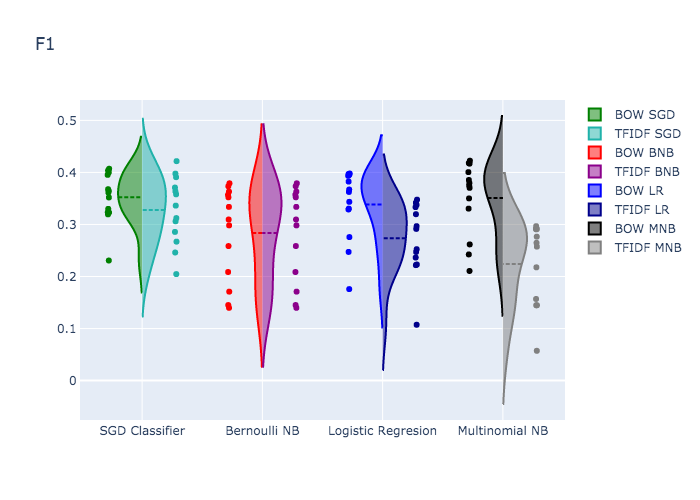 F1
0.5
0.4
0.3
0.2
0.1
0
SGD Classifier
Bernoulli NB
Logistic Regresion
Multinomial NB
BOW SGD
TFIDF SGD
BOW BNB
TFIDF BNB
BOW LR
TFIDF LR
BOW MNB
TFIDF MNB